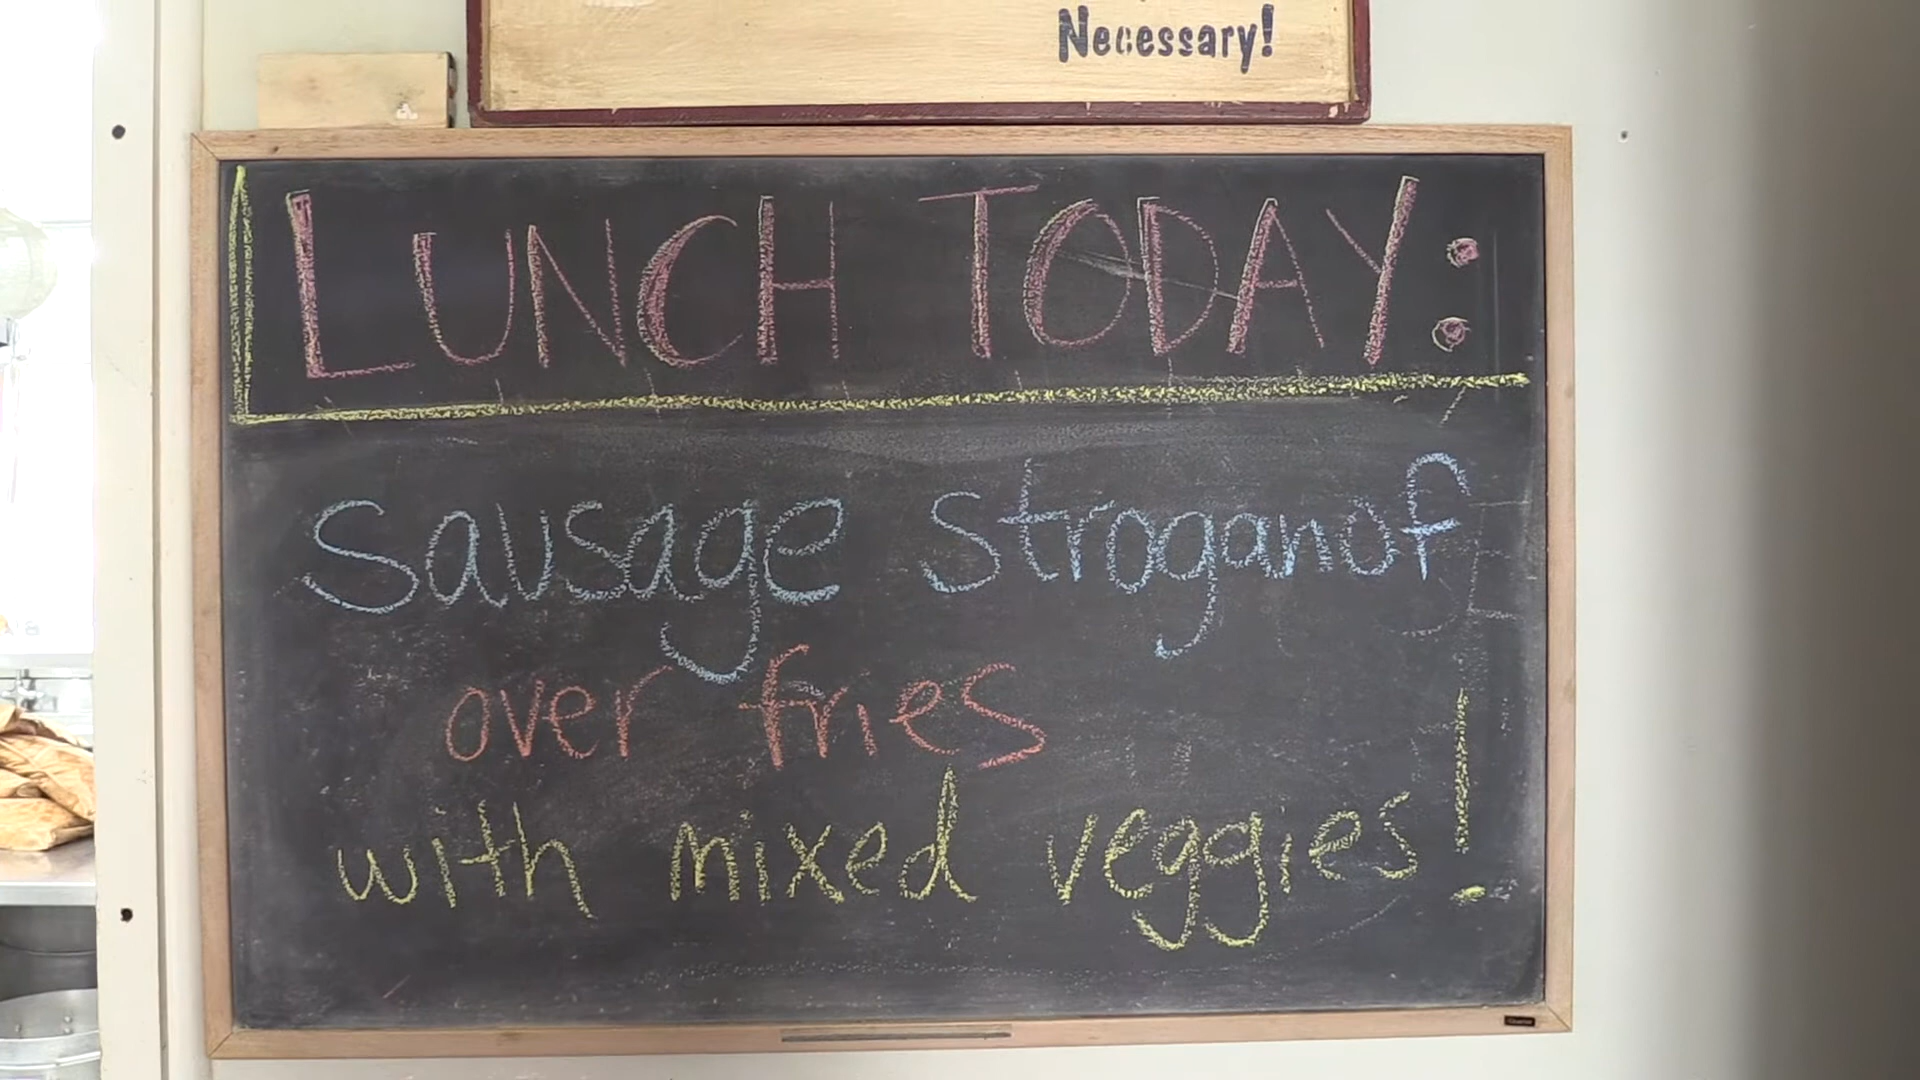 Necessary!
LUNCH TODAY:
Sausage stroganof
over fries
with mixed veggies!